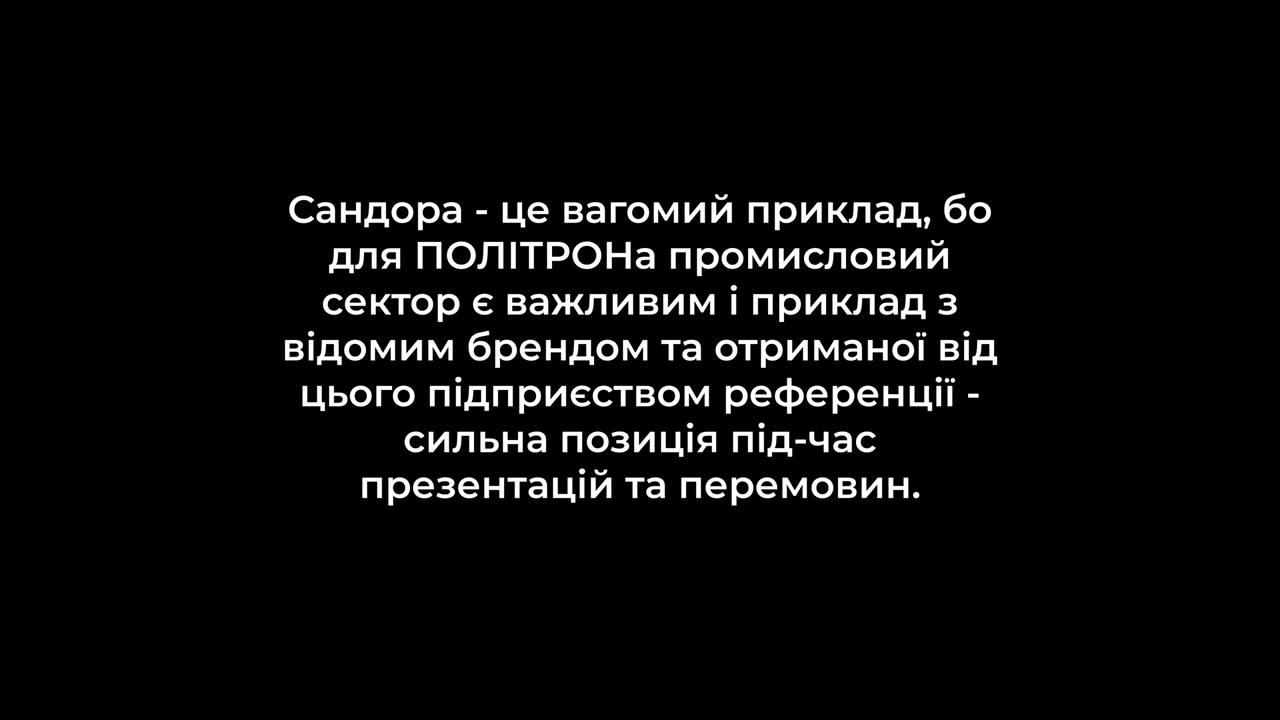 Сандора - це вагомий приклад, бо
для ПОЛІТРОНа промисловий
сектор є важливим і приклад з
відомим брендом та отриманої від
цього підприєством референції -
сильна позиція під-час
презентацій та перемовин.